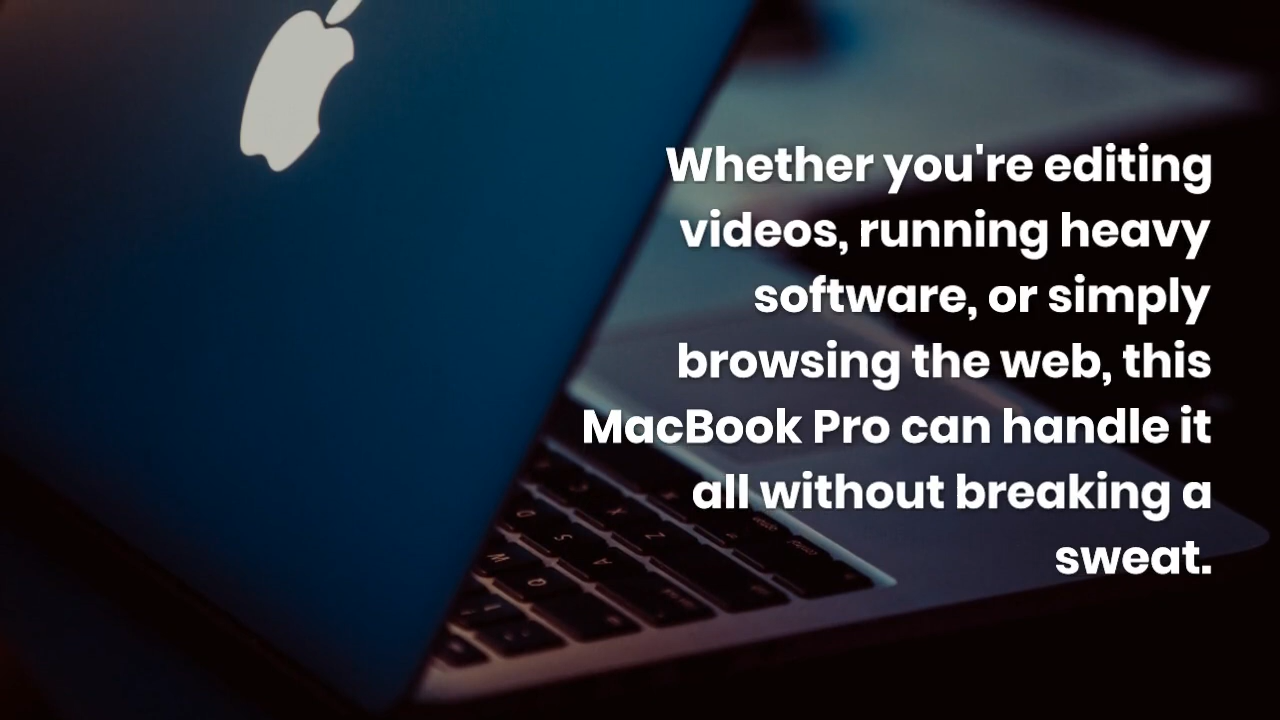 Whether you're editing
videos, running heavy
software, or simply
browsing the web, this
MacBook Pro can handle it
all without breaking a
sweat.